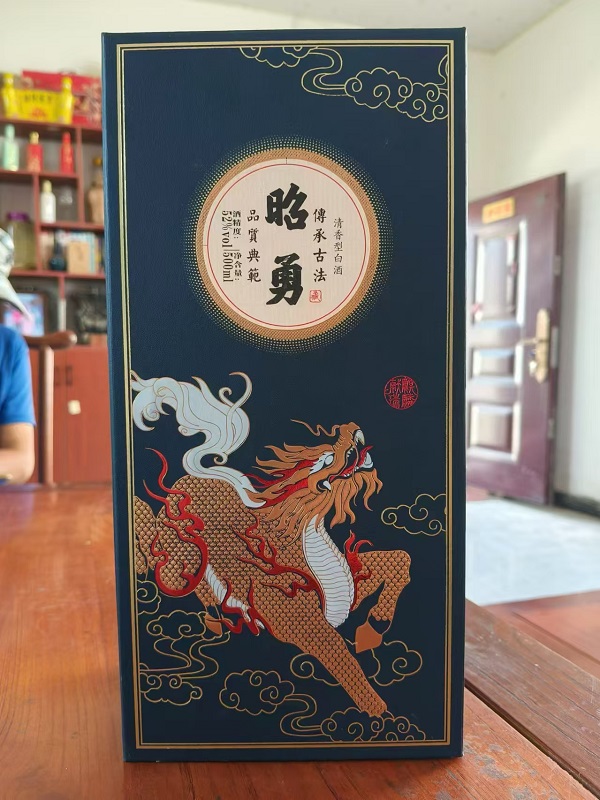 清香型白酒
傳承古法
昭勇
品質典範
酒精度: 净含量:
52%vol 500ml